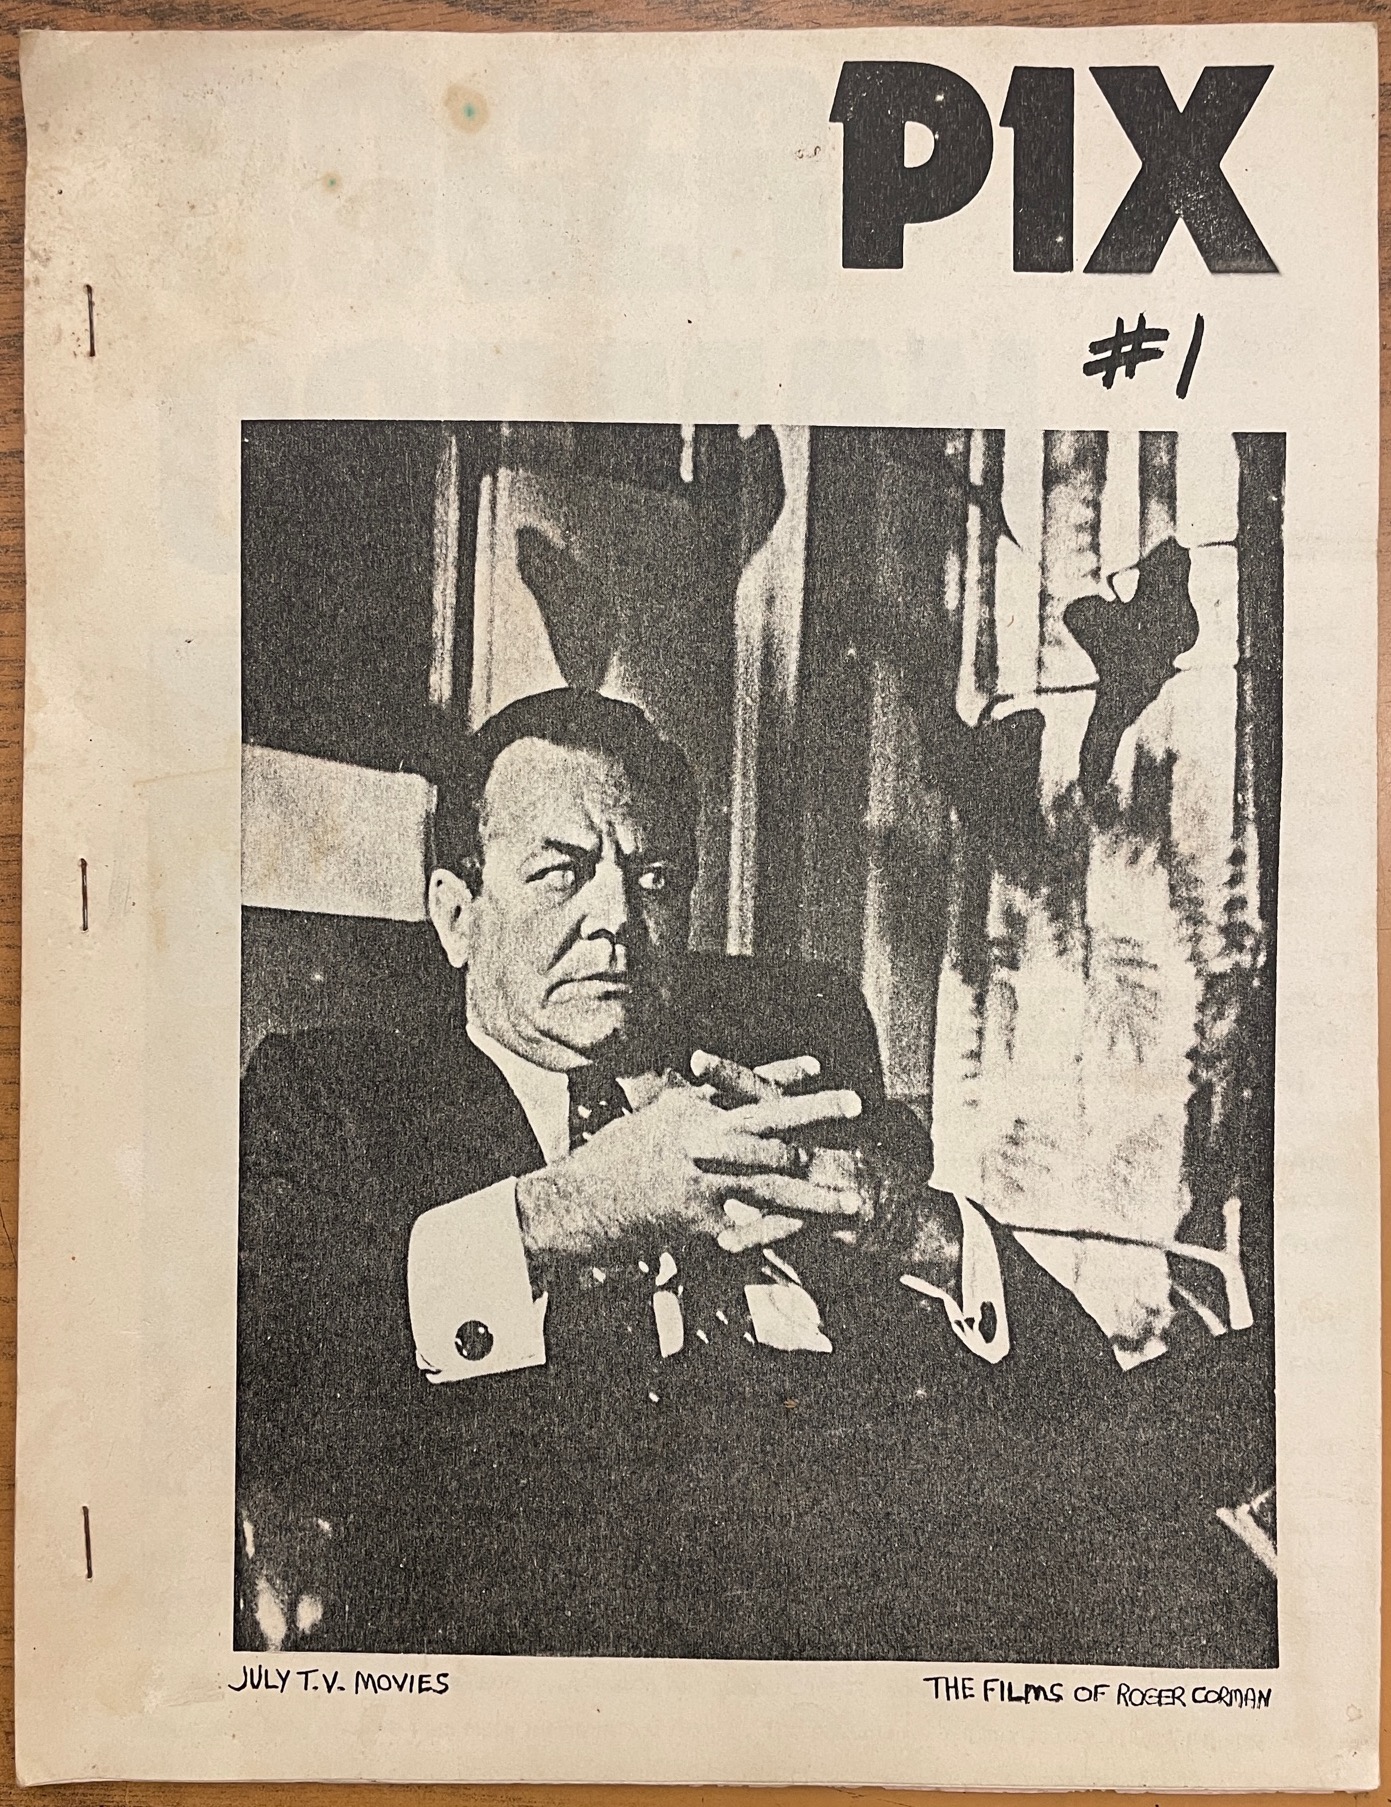 PIX
#1
JULY T.V. MOVIES
THE FILMS OF ROGER CORMAN